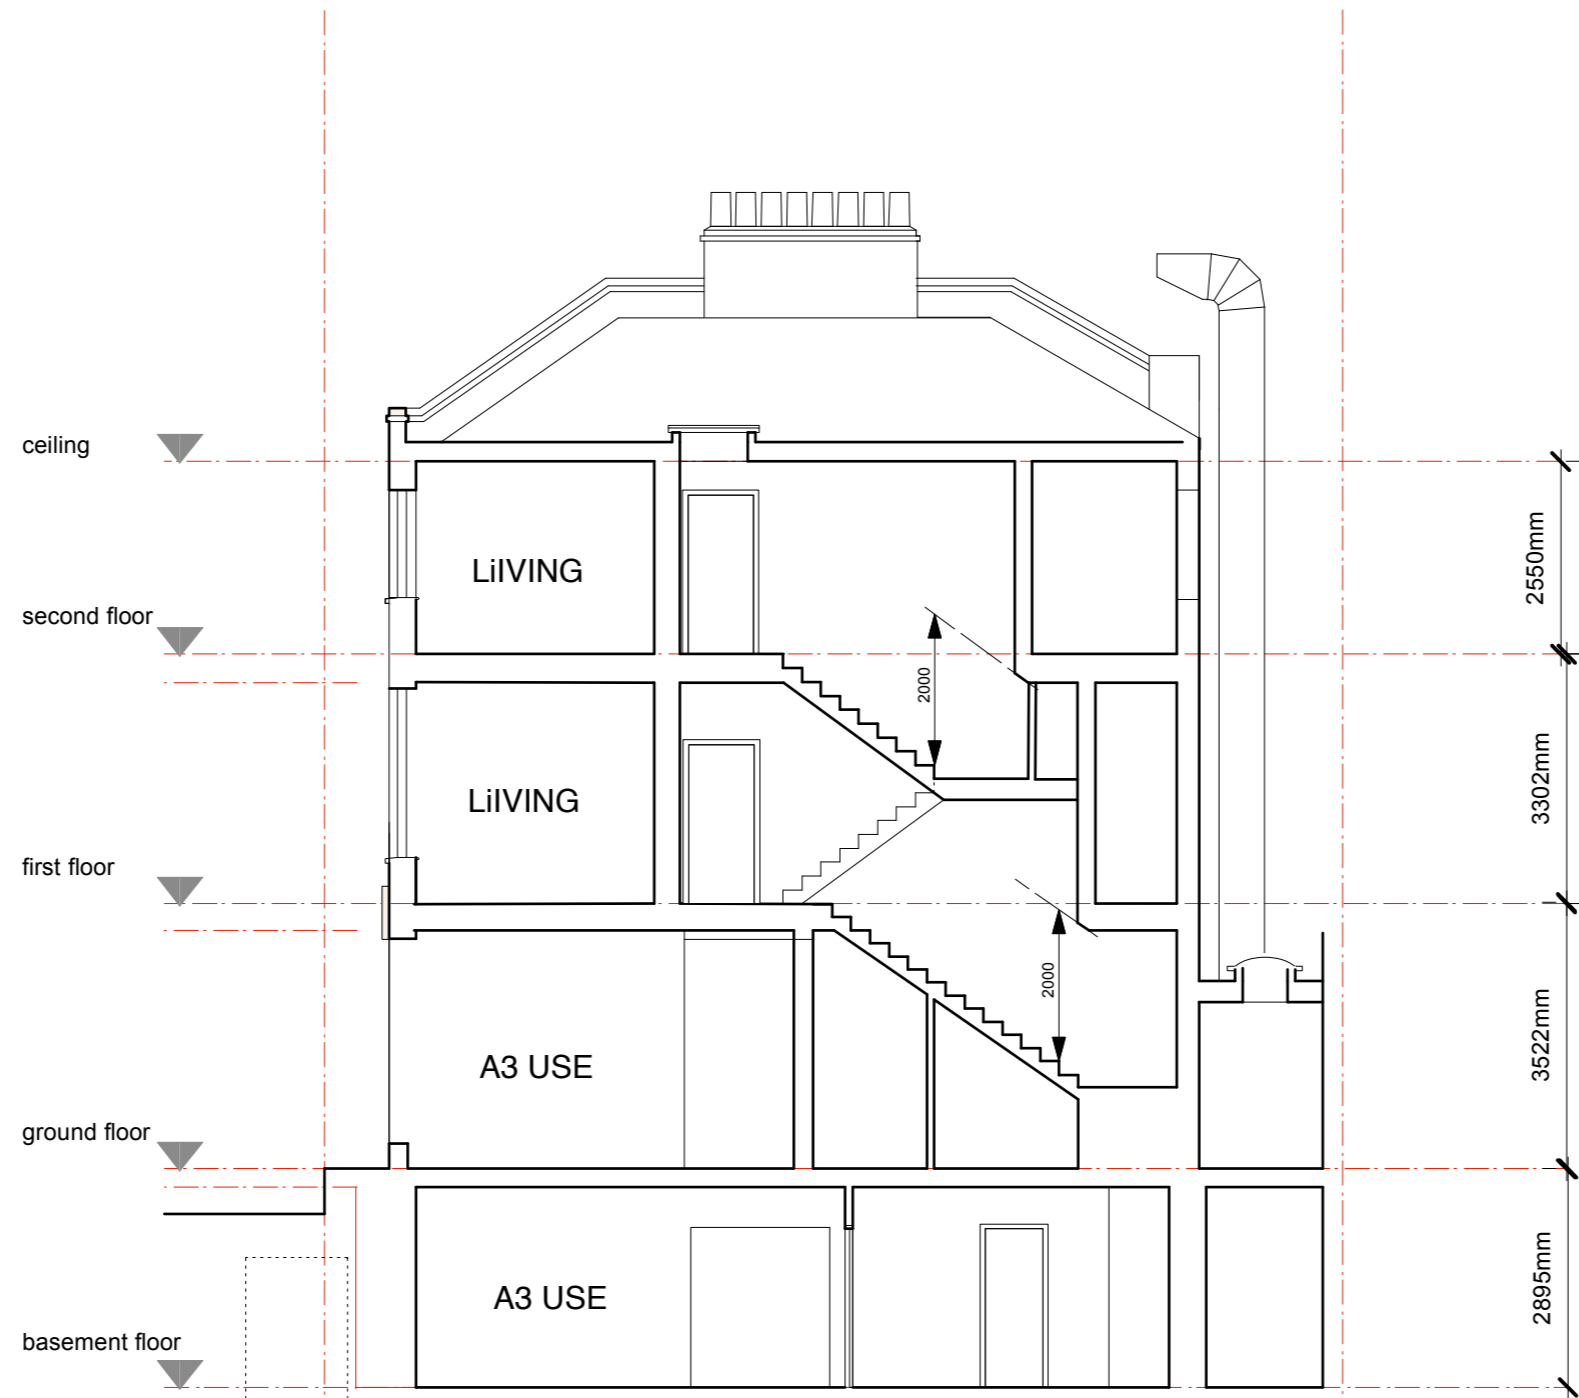 ceiling
2550mm
LiIVING
second floor
2000
3302mm
LiIVING
first floor
2000
3522mm
A3 USE
ground floor
2895mm
A3 USE
basement floor